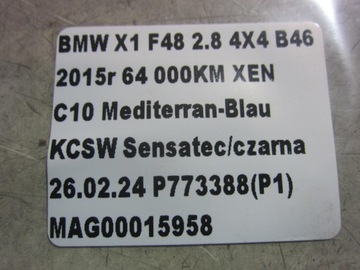 BMW X1 F48 2.8 4X4 B46
2015r 64 000KM XEN
C10 Mediterran-Blau
KCSW Sensatec/czarna
26.02.24 P773388(P1)
MAG00015958